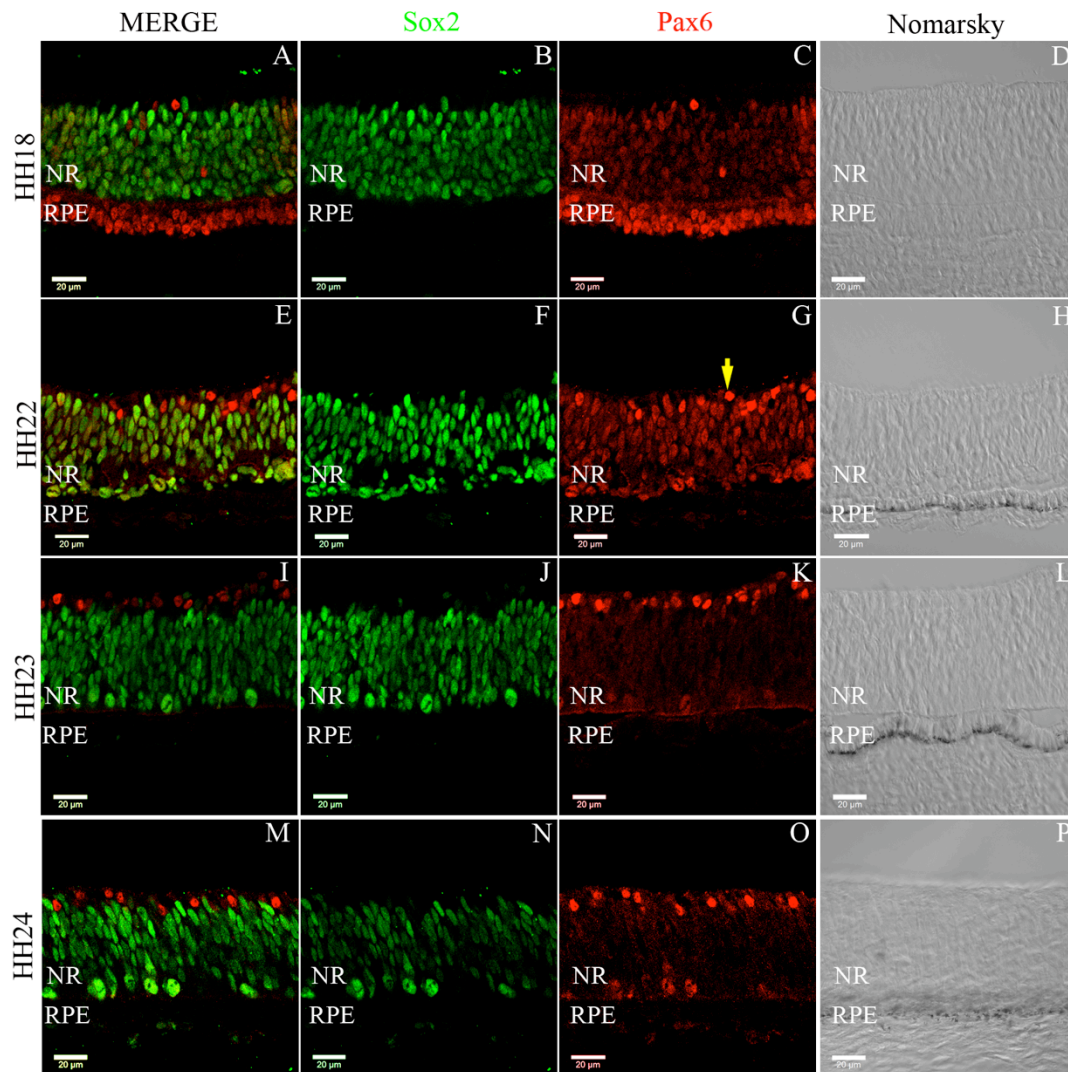 MERGE Sox2 Pax6 Nomarsky
HH18
A B C D
NR NR NR NR
RPE RPE RPE RPE
20 µm 20 µm 20 µm 20 µm
HH22
E F G H
NR NR NR NR
RPE RPE RPE RPE
20 µm 20 µm 20 µm 20 µm
HH23
I J K L
NR NR NR NR
RPE RPE RPE RPE
20 µm 20 µm 20 µm 20 µm
HH24
M N O P
NR NR NR NR
RPE RPE RPE RPE
20 µm 20 µm 20 µm 20 µm